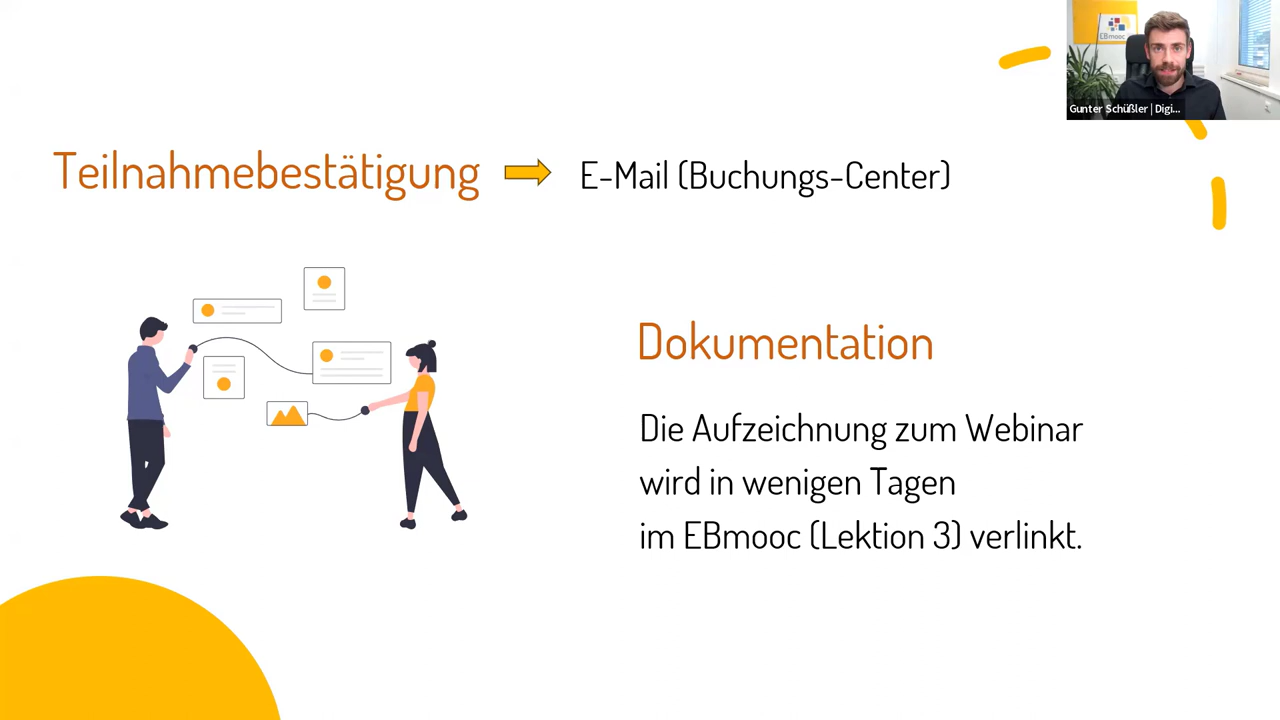 EBmooc
Gunter Schüßler | Digi...
Teilnahmebestätigung
E-Mail (Buchungs-Center)
Dokumentation
Die Aufzeichnung zum Webinar
wird in wenigen Tagen
im EBmooc (Lektion 3) verlinkt.